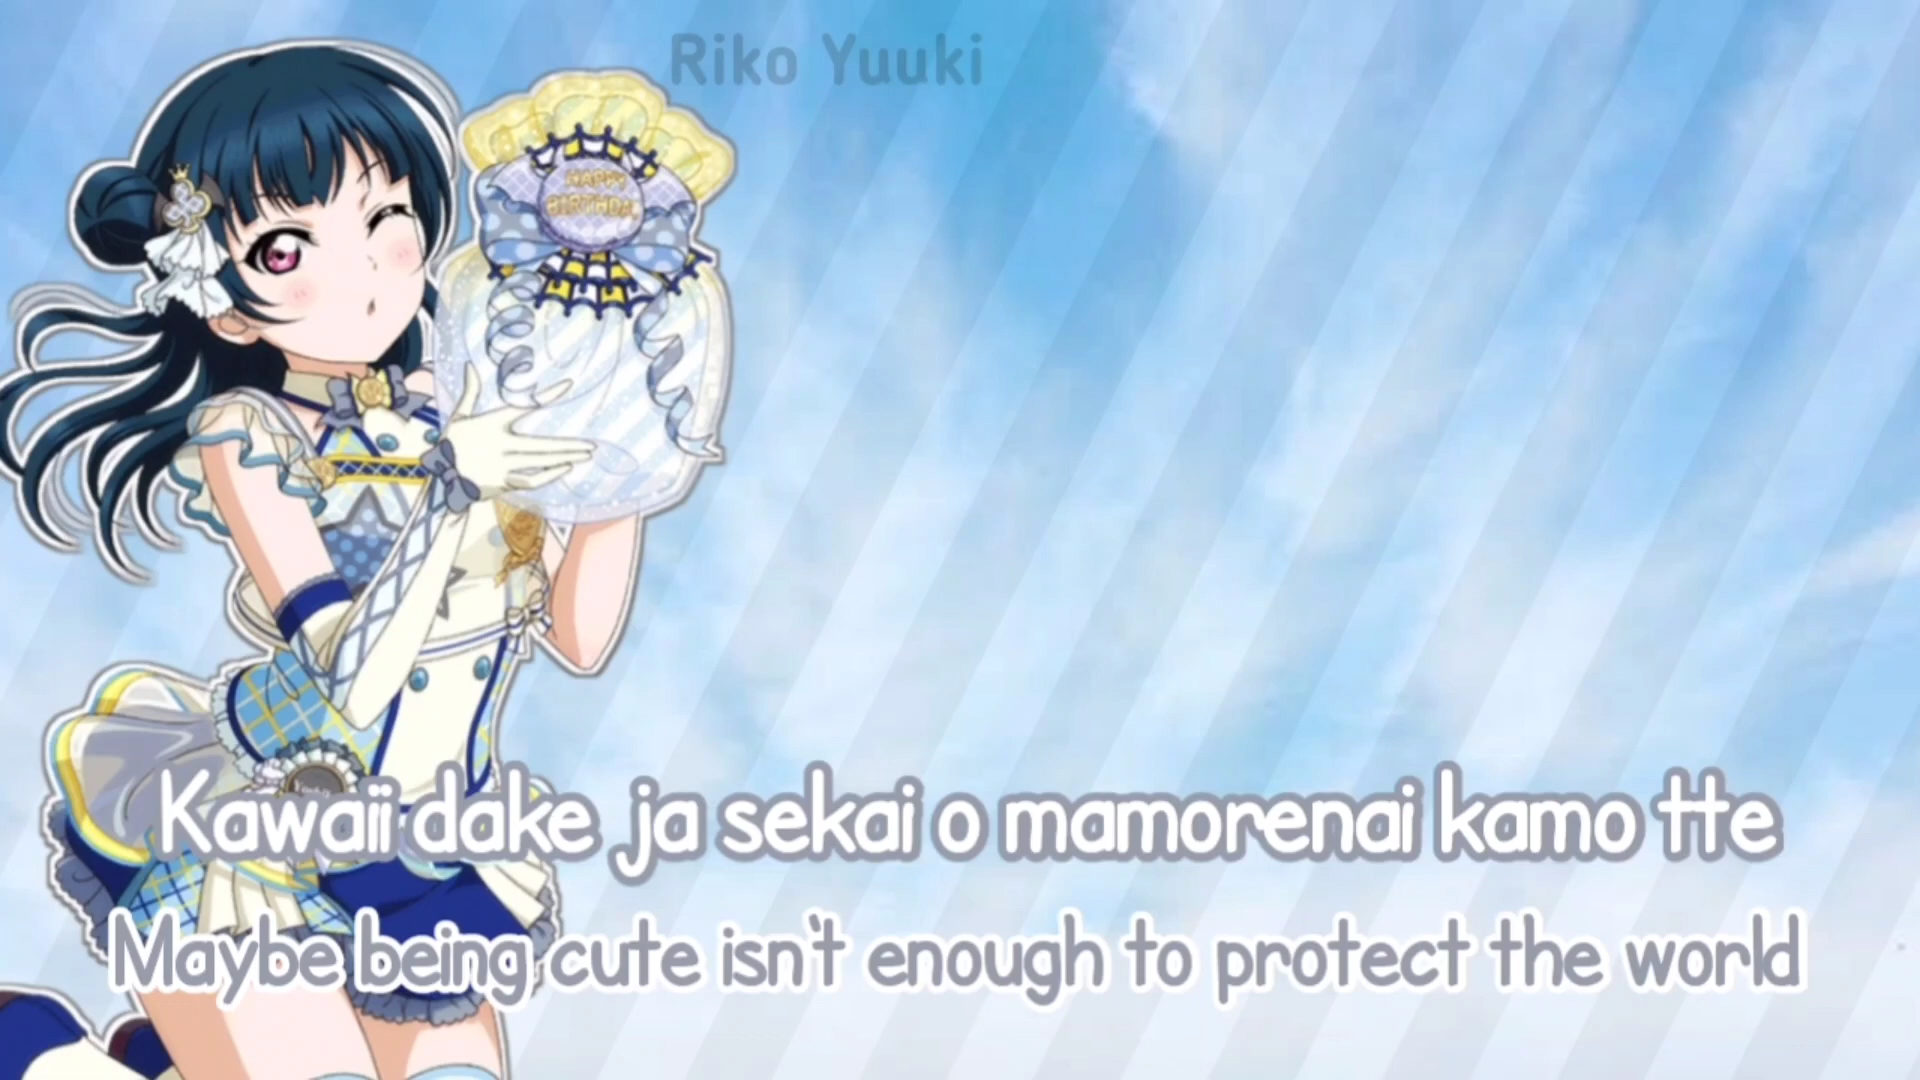 Riko Yuuki
HAPPY
BIRTHDAY
Kawaii dake ja sekai o mamorenai kamo tte
Maybe being cute isn't enough to protect the world